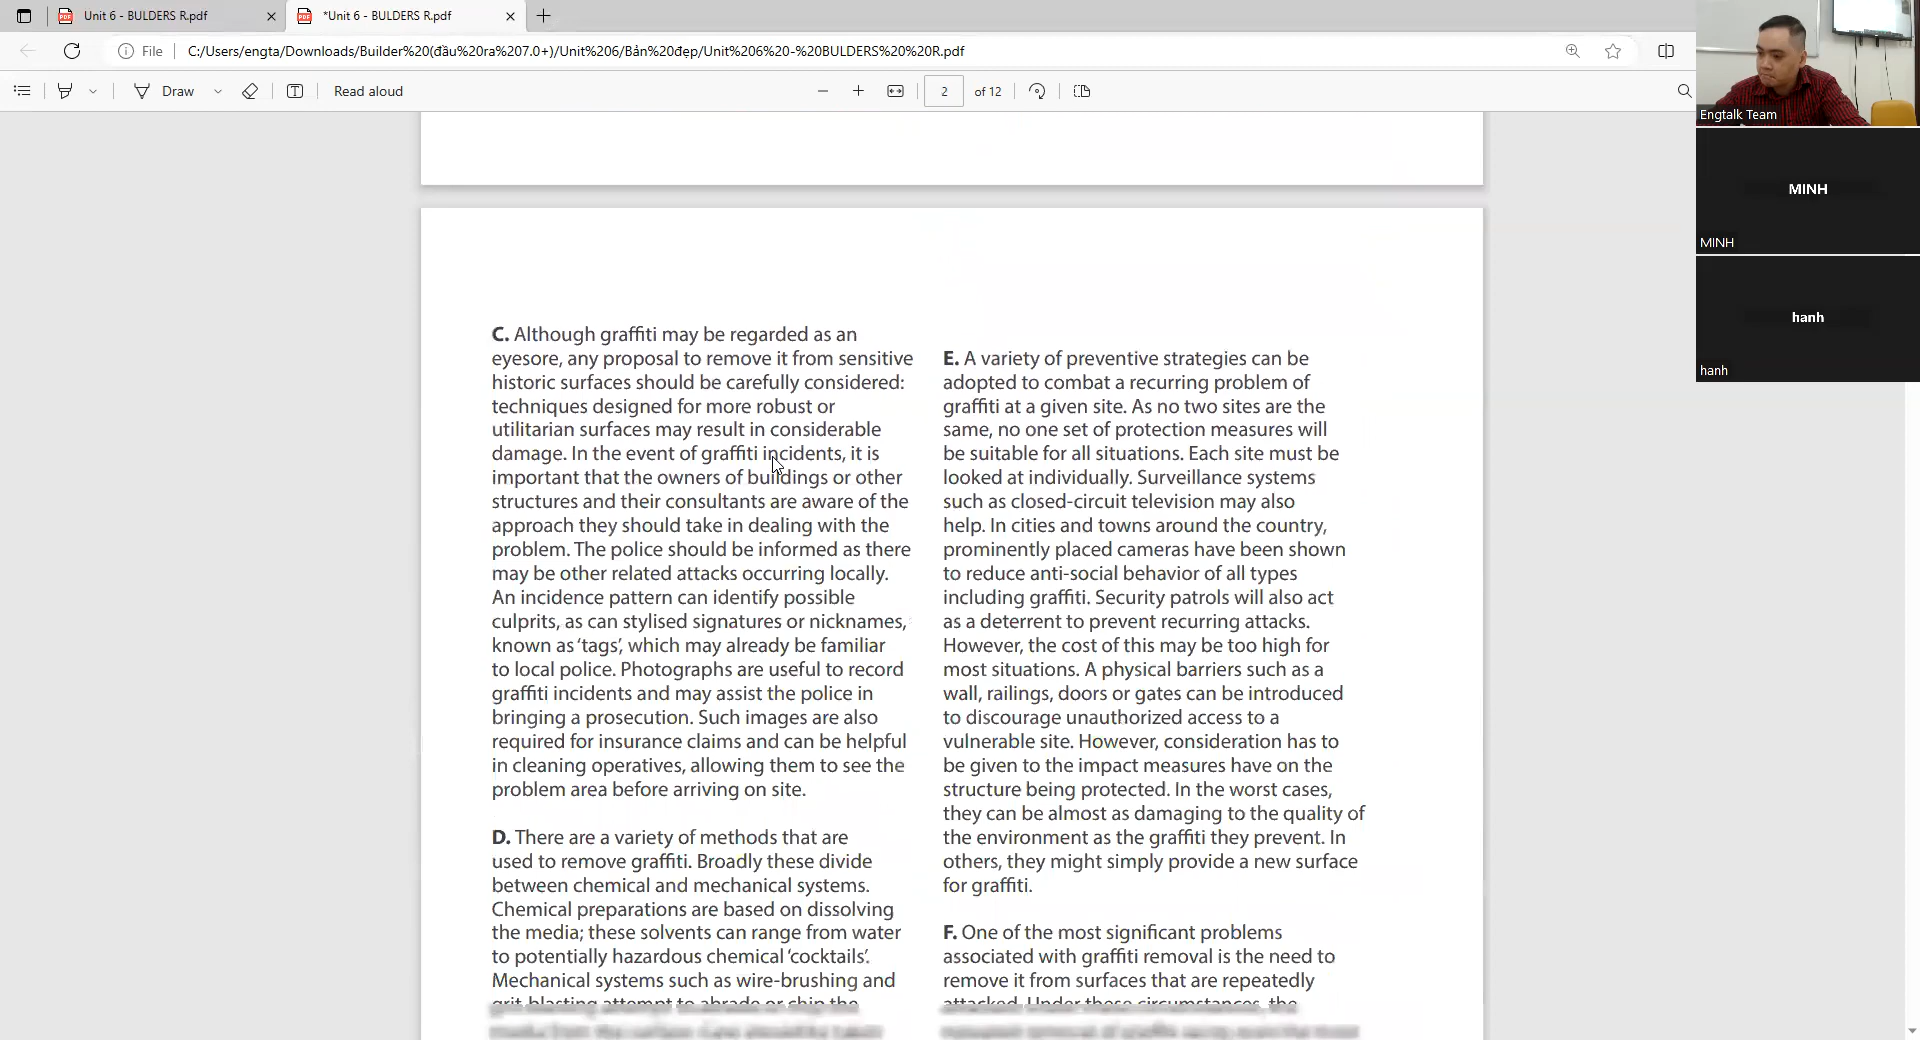 Unit 6 - BULDERS R.pdf
*Unit 6 - BULDERS R.pdf
File
C:/Users/engta/Downloads/Builder%20(đầu%20ra%207.0+)/Unit%206/Bản%20đẹp/Unit%206%20-%20BULDERS%20%20R.pdf
Draw
Read aloud
2
of 12
Engtalk Team
MINH
MINH
hanh
hanh
C. Although graffiti may be regarded as an
eyesore, any proposal to remove it from sensitive
historic surfaces should be carefully considered:
techniques designed for more robust or
utilitarian surfaces may result in considerable
damage. In the event of graffiti incidents, it is
important that the owners of buildings or other
structures and their consultants are aware of the
approach they should take in dealing with the
problem. The police should be informed as there
may be other related attacks occurring locally.
An incidence pattern can identify possible
culprits, as can stylised signatures or nicknames,
known as ‘tags’, which may already be familiar
to local police. Photographs are useful to record
graffiti incidents and may assist the police in
bringing a prosecution. Such images are also
required for insurance claims and can be helpful
in cleaning operatives, allowing them to see the
problem area before arriving on site.
D. There are a variety of methods that are
used to remove graffiti. Broadly these divide
between chemical and mechanical systems.
Chemical preparations are based on dissolving
the media; these solvents can range from water
to potentially hazardous chemical ‘cocktails’.
Mechanical systems such as wire-brushing and
grit-blasting attempt to abrade or chip the
E. A variety of preventive strategies can be
adopted to combat a recurring problem of
graffiti at a given site. As no two sites are the
same, no one set of protection measures will
be suitable for all situations. Each site must be
looked at individually. Surveillance systems
such as closed-circuit television may also
help. In cities and towns around the country,
prominently placed cameras have been shown
to reduce anti-social behavior of all types
including graffiti. Security patrols will also act
as a deterrent to prevent recurring attacks.
However, the cost of this may be too high for
most situations. A physical barriers such as a
wall, railings, doors or gates can be introduced
to discourage unauthorized access to a
vulnerable site. However, consideration has to
be given to the impact measures have on the
structure being protected. In the worst cases,
they can be almost as damaging to the quality of
the environment as the graffiti they prevent. In
others, they might simply provide a new surface
for graffiti.
F. One of the most significant problems
associated with graffiti removal is the need to
remove it from surfaces that are repeatedly
attacked. Under these circumstances, the